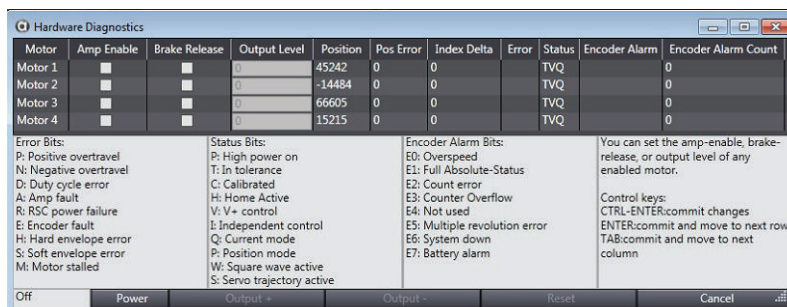 Hardware Diagnostics
Motor Amp Enable Brake Release Output Level Position Pos Error Index Delta Error Status Encoder Alarm Encoder Alarm Count
Motor 1 0 45242 0 0 TVQ 0
Motor 2 0 -14484 0 0 TVQ 0
Motor 3 0 66605 0 0 TVQ 0
Motor 4 0 15215 0 0 TVQ 0
Error Bits:
P: Positive overtravel
N: Negative overtravel
D: Duty cycle error
A: Amp fault
R: RSC power failure
E: Encoder fault
H: Hard envelope error
S: Soft envelope error
M: Motor stalled
Status Bits:
P: High power on
T: In tolerance
C: Calibrated
H: Home Active
V: V+ control
I: Independent control
Q: Current mode
P: Position mode
W: Square wave active
S: Servo trajectory active
Encoder Alarm Bits:
E0: Overspeed
E1: Full Absolute-Status
E2: Count error
E3: Counter Overflow
E4: Not used
E5: Multiple revolution error
E6: System down
E7: Battery alarm
You can set the amp-enable, brake-
release, or output level of any
enabled motor.
Control keys:
CTRL-ENTER:commit changes
ENTER:commit and move to next row
TAB:commit and move to next
column
Off Power Output + Output - Reset Cancel